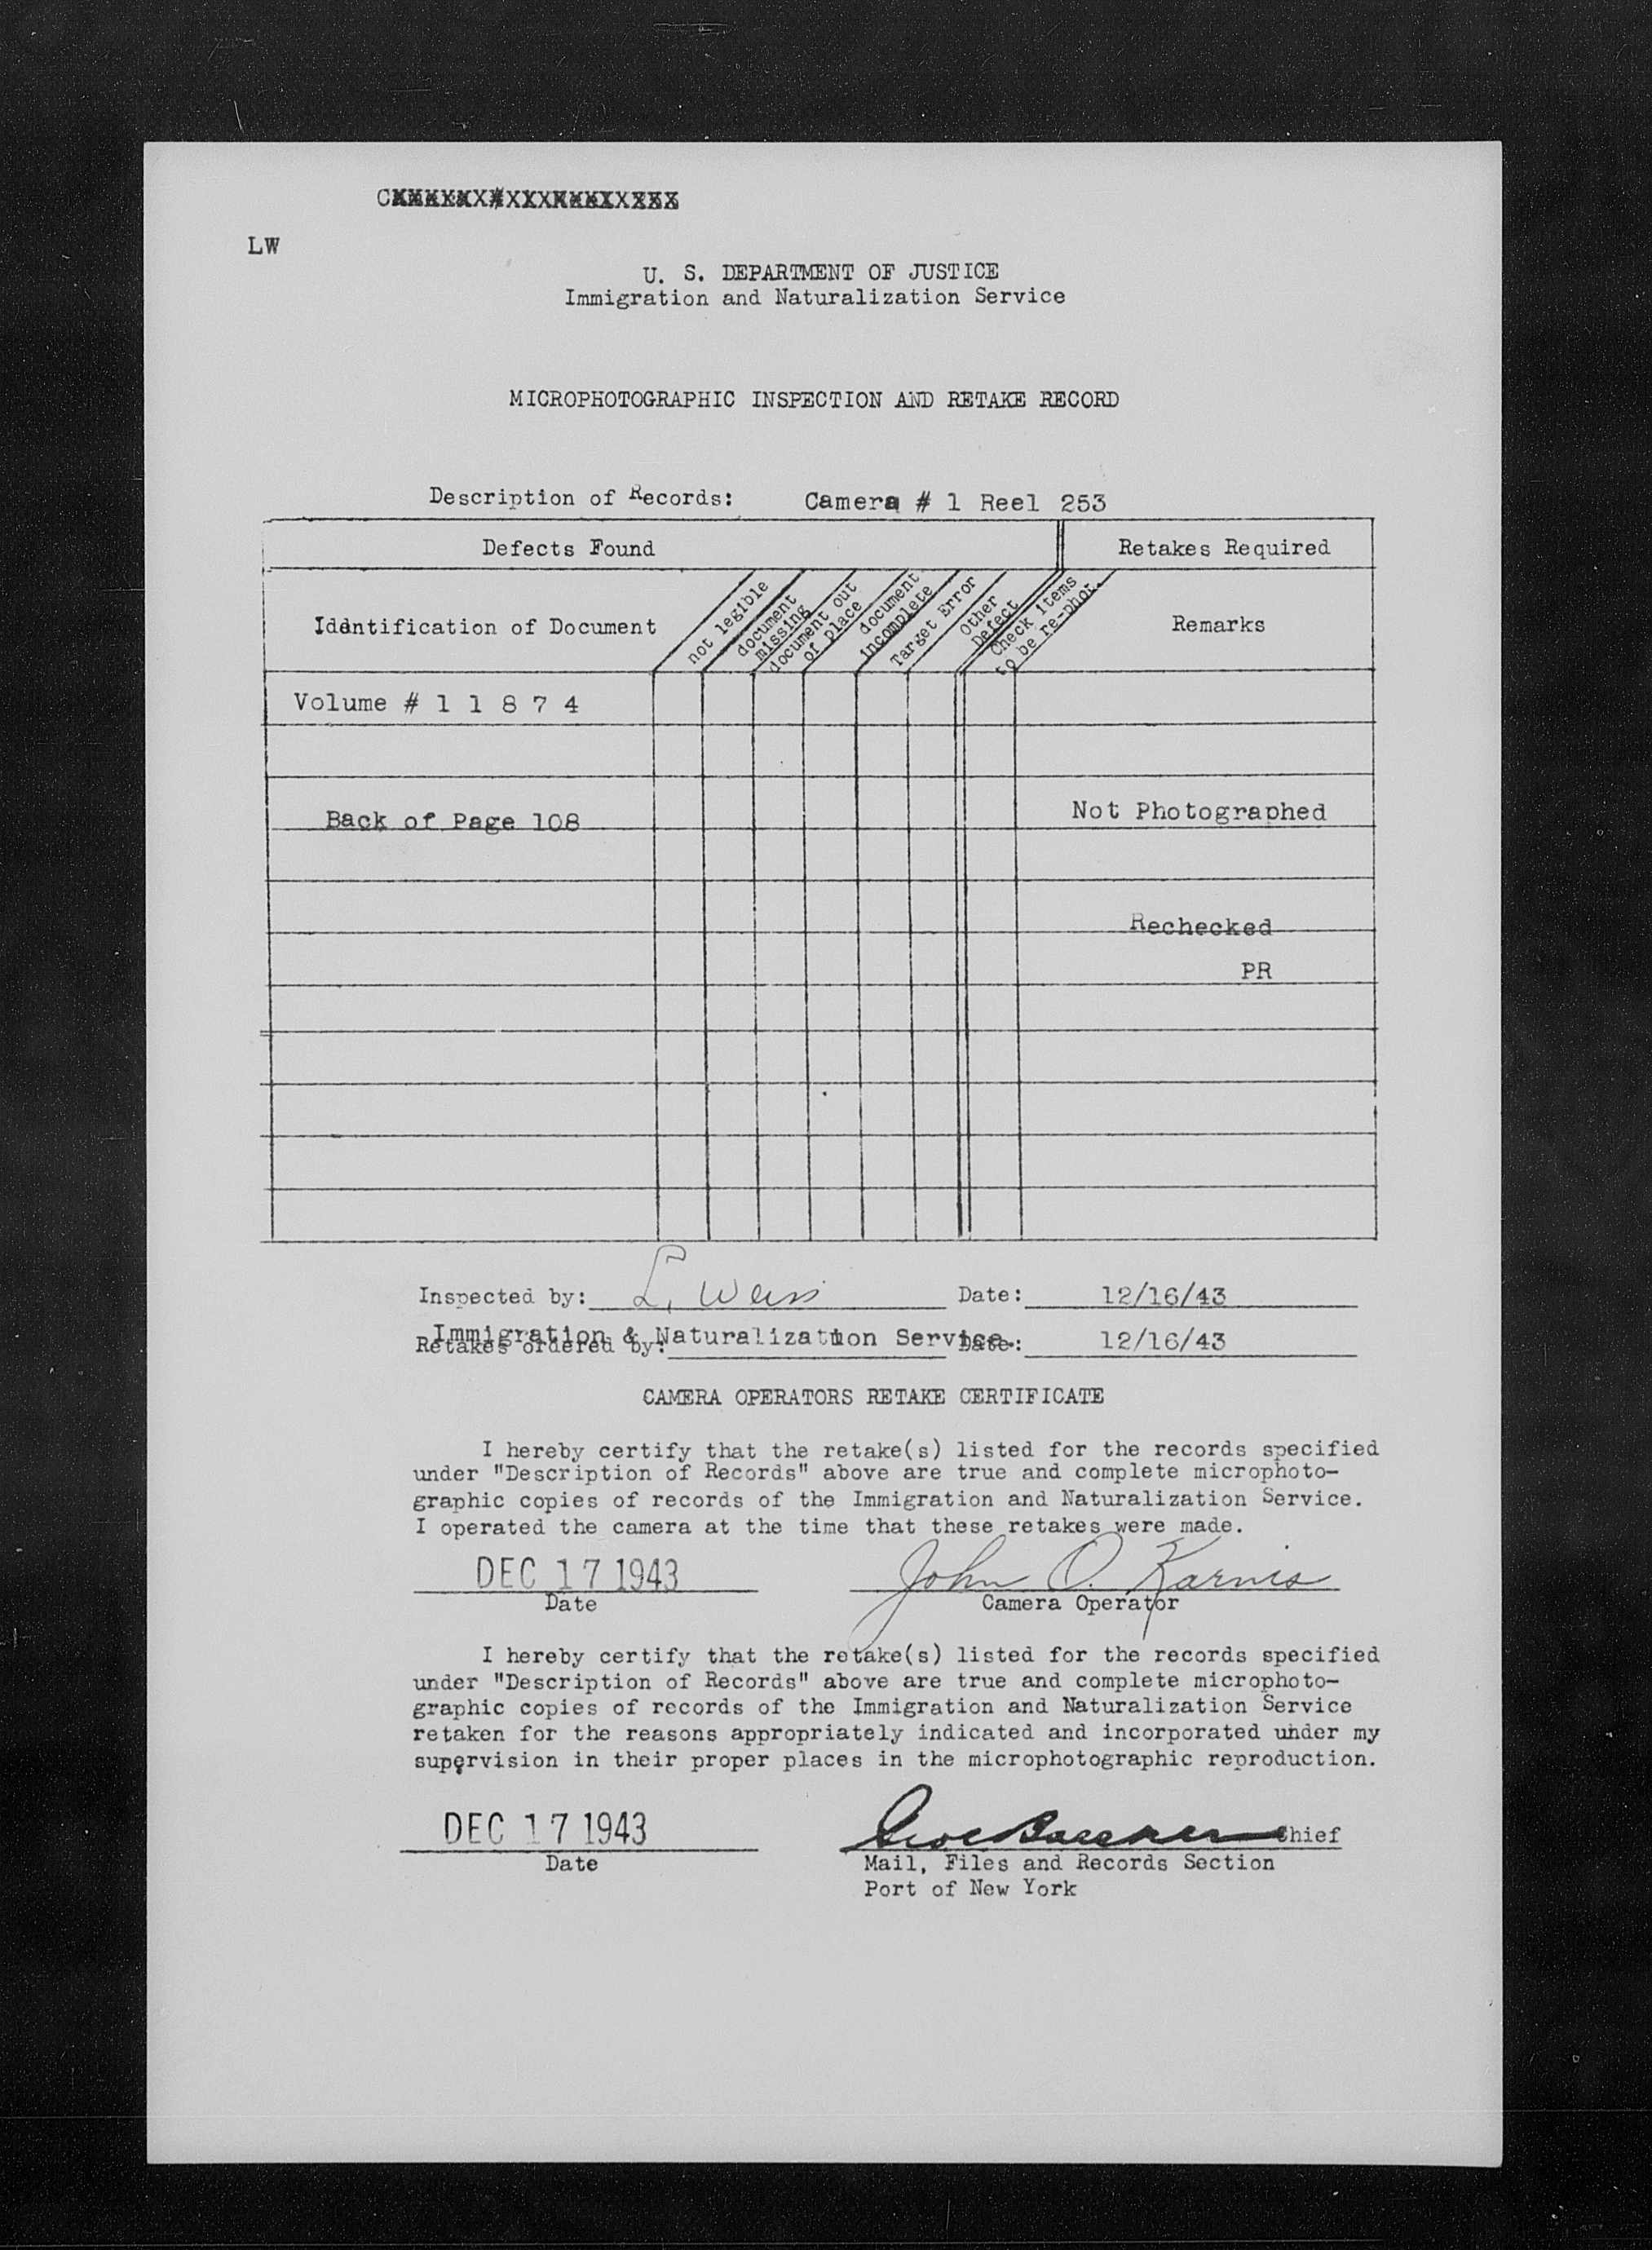 LW
U. S. DEPARTMENT OF JUSTICE
Immigration and Naturalization Service
MICROPHOTOGRAPHIC INSPECTION AND RETAKE RECORD
Description of Records: Camera # 1 Reel 253
Defects Found Retakes Required
Identification of Document
not legible
document
missing
document out
of place
document
incomplete
Target Error
Other
Defect
Check items
to be re-phot.
Remarks
Volume # 1 1 8 7 4
Back of Page 108 Not Photographed
Rechecked
PR
Inspected by: L. Weiss Date: 12/16/43
Immigration & Naturalization Service.
Retakes ordered by: Date: 12/16/43
CAMERA OPERATORS RETAKE CERTIFICATE
I hereby certify that the retake(s) listed for the records specified
under "Description of Records" above are true and complete microphoto-
graphic copies of records of the Immigration and Naturalization Service.
I operated the camera at the time that these retakes were made.
DEC 17 1943 John O. Karnis
Date Camera Operator
I hereby certify that the retake(s) listed for the records specified
under "Description of Records" above are true and complete microphoto-
graphic copies of records of the Immigration and Naturalization Service
retaken for the reasons appropriately indicated and incorporated under my
supervision in their proper places in the microphotographic reproduction.
DEC 17 1943 Chief
Date Mail, Files and Records Section
Port of New York